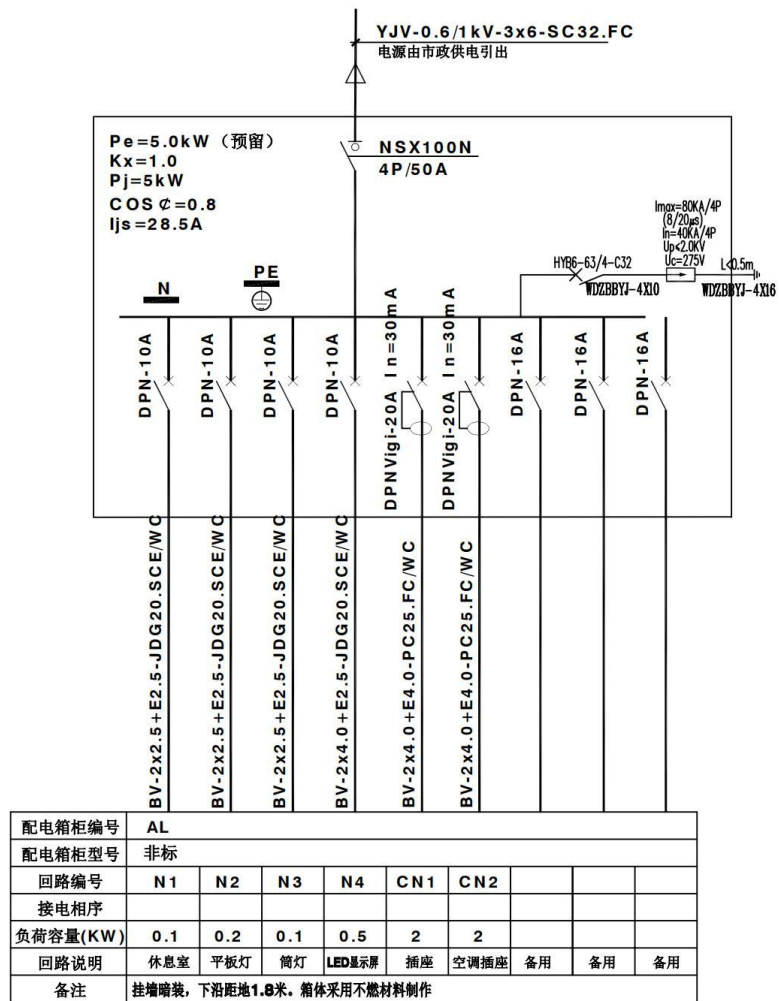 YJV-0.6/1kV-3x6-SC32.FC
电源由市政供电引出
Pe=5.0kW（预留）
Kx=1.0
Pj=5kW
COS ¢=0.8
Ijs=28.5A
NSX100N
4P/50A
Imax=80KA/4P
(8/20μs)
In=40KA/4P
Up<2.0KV
Uc=275V
HYB6-63/4-C32
WDZBBYJ-4X10
L<0.5m
WDZBBYJ-4X16
N
PE
DPN-10A
DPN-10A
DPN-10A
DPN-10A
DPNVigi-20A In=30mA
DPNVigi-20A In=30mA
DPN-16A
DPN-16A
DPN-16A
BV-2x2.5+E2.5-JDG20.SCE/WC
BV-2x2.5+E2.5-JDG20.SCE/WC
BV-2x2.5+E2.5-JDG20.SCE/WC
BV-2x4.0+E2.5-JDG20.SCE/WC
BV-2x4.0+E4.0-PC25.FC/WC
BV-2x4.0+E4.0-PC25.FC/WC
配电箱柜编号 AL
配电箱柜型号 非标
回路编号 N1 N2 N3 N4 CN1 CN2
接电相序
负荷容量(KW) 0.1 0.2 0.1 0.5 2 2
回路说明 休息室 平板灯 筒灯 LED显示屏 插座 空调插座 备用 备用 备用
备注 挂墙暗装，下沿距地1.8米。箱体采用不燃材料制作